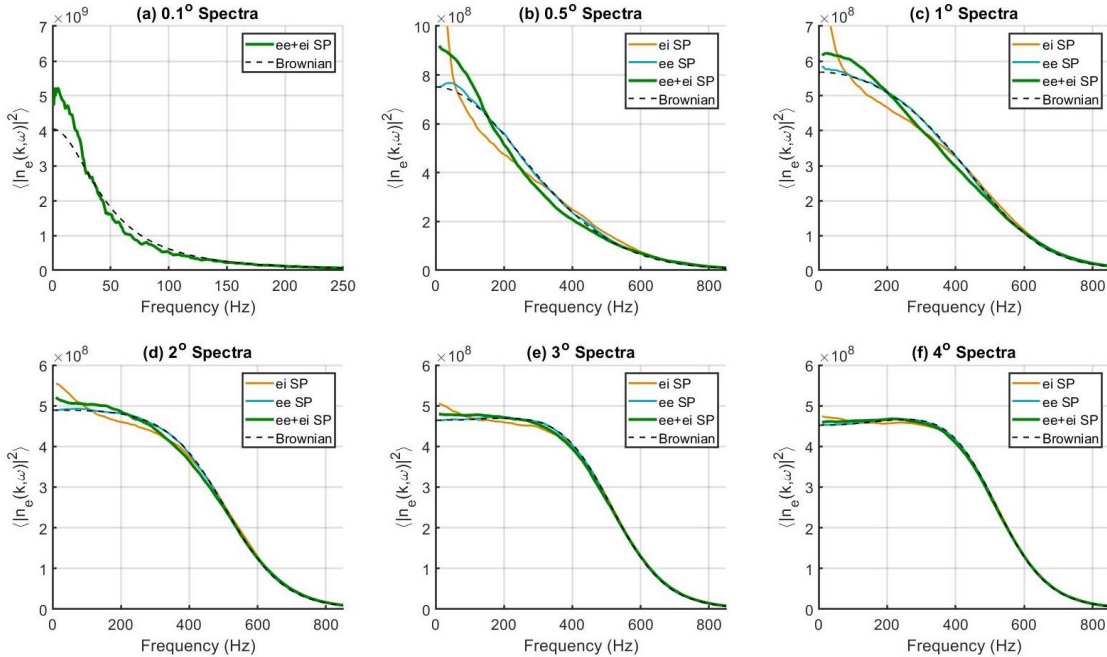 (a) 0.1° Spectra
×10⁹
7
6
5
4
3
2
1
0
⟨|nₑ(k,ω)|²⟩
0 50 100 150 200 250
Frequency (Hz)
ee+ei SP
Brownian
(b) 0.5° Spectra
×10⁸
10
8
6
4
2
0
⟨|nₑ(k,ω)|²⟩
0 200 400 600 800
Frequency (Hz)
ei SP
ee SP
ee+ei SP
Brownian
(c) 1° Spectra
×10⁸
7
6
5
4
3
2
1
0
⟨|nₑ(k,ω)|²⟩
0 200 400 600 800
Frequency (Hz)
ei SP
ee SP
ee+ei SP
Brownian
(d) 2° Spectra
×10⁸
6
5
4
3
2
1
0
⟨|nₑ(k,ω)|²⟩
0 200 400 600 800
Frequency (Hz)
ei SP
ee SP
ee+ei SP
Brownian
(e) 3° Spectra
×10⁸
6
5
4
3
2
1
0
⟨|nₑ(k,ω)|²⟩
0 200 400 600 800
Frequency (Hz)
ei SP
ee SP
ee+ei SP
Brownian
(f) 4° Spectra
×10⁸
6
5
4
3
2
1
0
⟨|nₑ(k,ω)|²⟩
0 200 400 600 800
Frequency (Hz)
ei SP
ee SP
ee+ei SP
Brownian